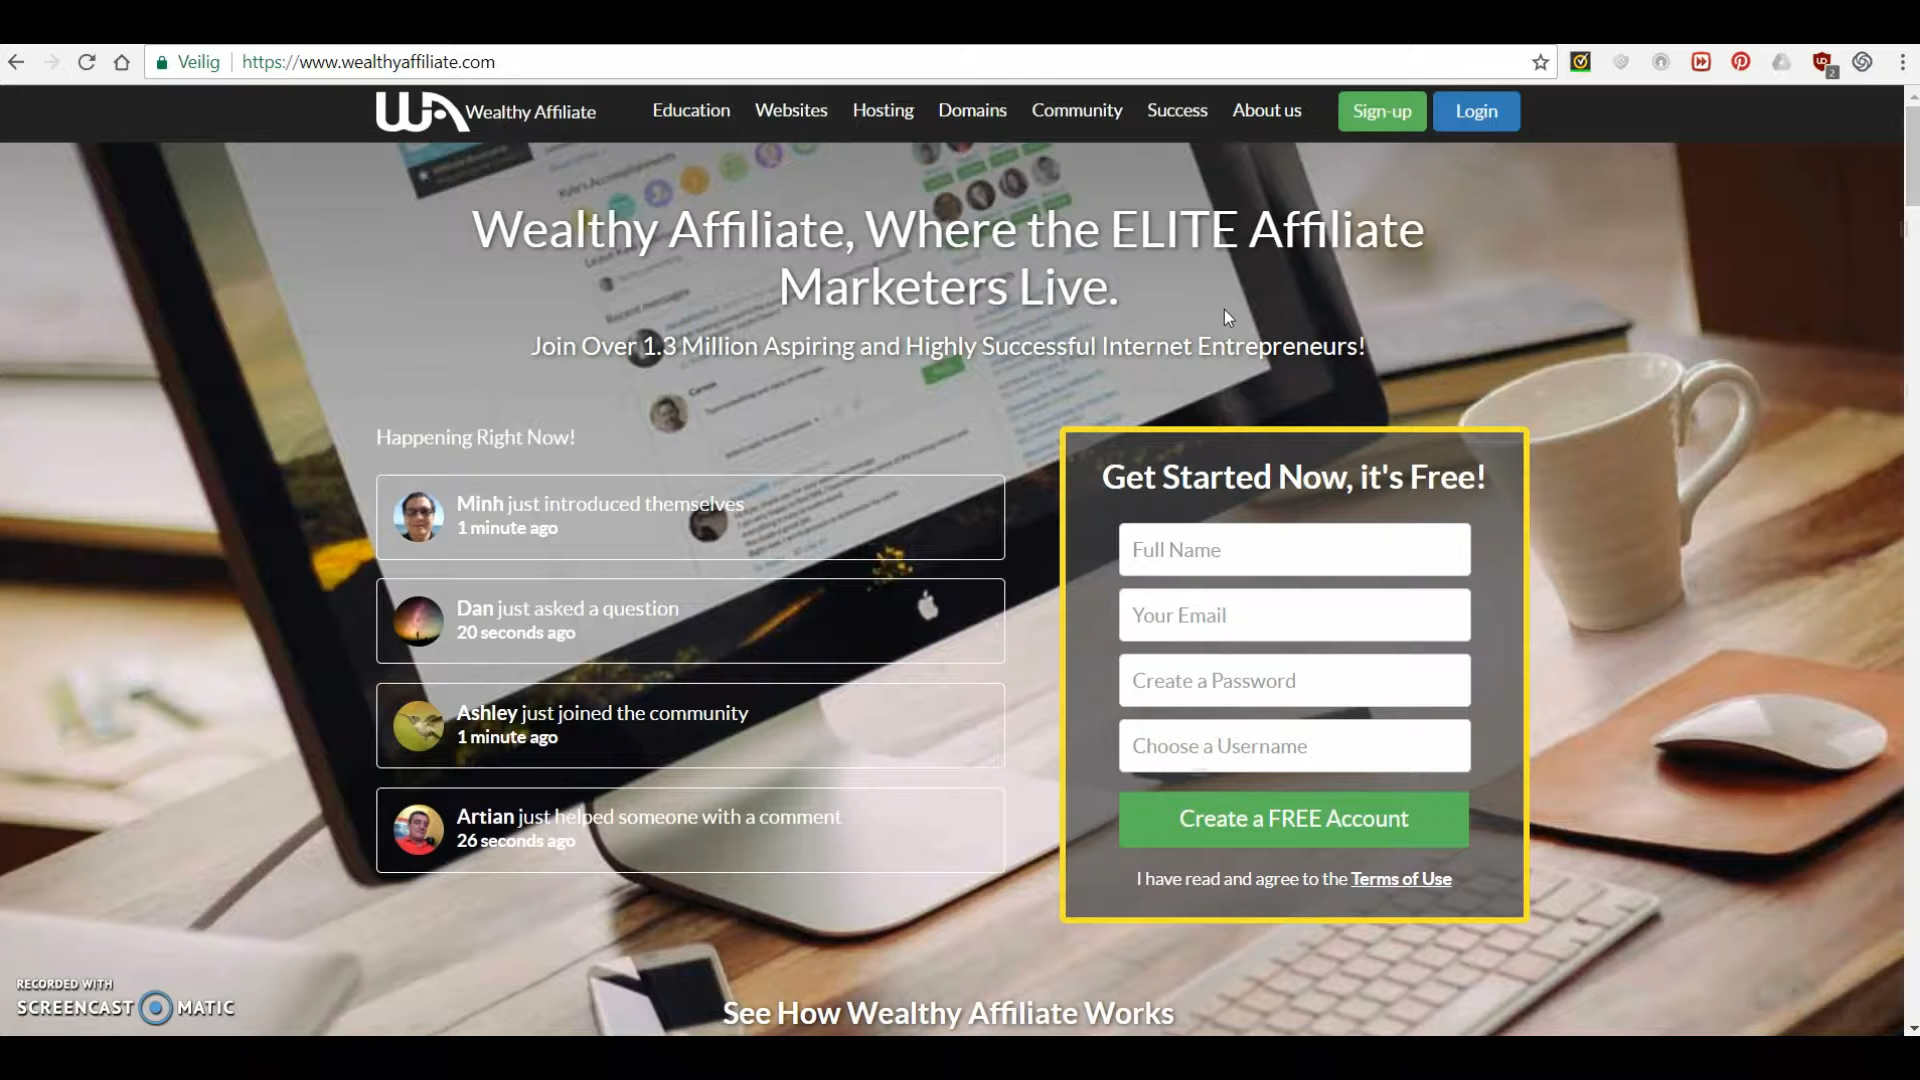 Veilig
https://www.wealthyaffiliate.com
2
WA Wealthy Affiliate
Education
Websites
Hosting
Domains
Community
Success
About us
Sign-up
Login
Wealthy Affiliate, Where the ELITE Affiliate
Marketers Live.
Join Over 1.3 Million Aspiring and Highly Successful Internet Entrepreneurs!
Happening Right Now!
Minh just introduced themselves
1 minute ago
Dan just asked a question
20 seconds ago
Ashley just joined the community
1 minute ago
Artian just helped someone with a comment
26 seconds ago
Get Started Now, it's Free!
Full Name
Your Email
Create a Password
Choose a Username
Create a FREE Account
I have read and agree to the Terms of Use
See How Wealthy Affiliate Works
RECORDED WITH
SCREENCAST MATIC